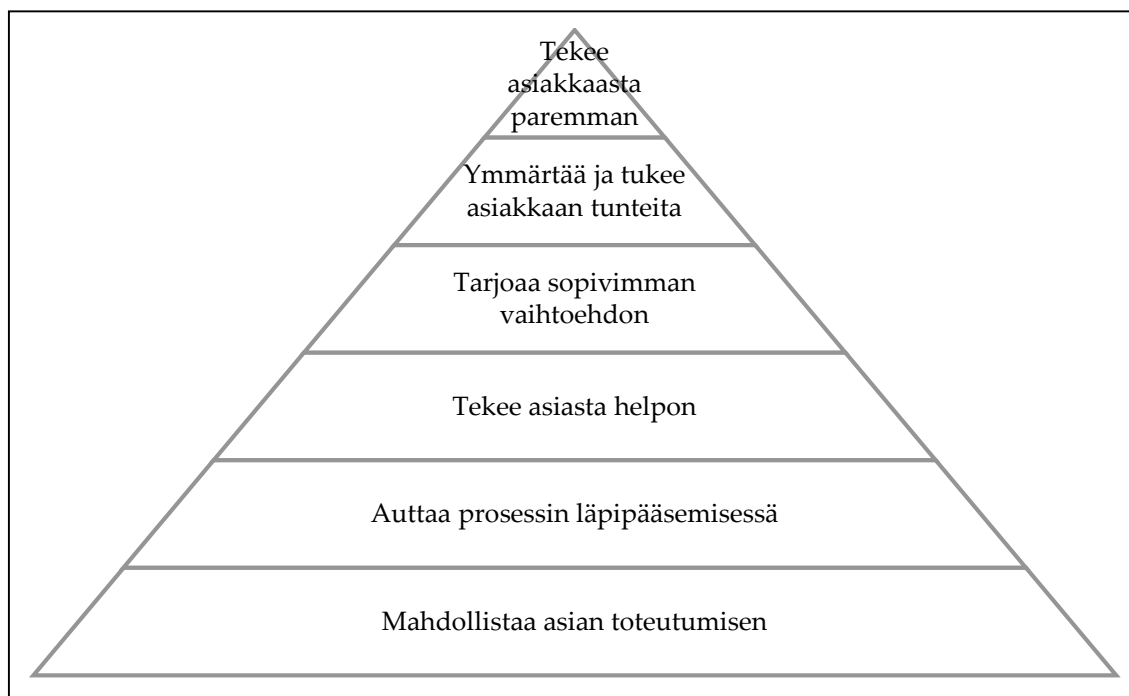 Tekee
asiakkaasta
paremman
Ymmärtää ja tukee
asiakkaan tunteita
Tarjoaa sopivimman
vaihtoehdon
Tekee asiasta helpon
Auttaa prosessin läpipääsemisessä
Mahdollistaa asian toteutumisen